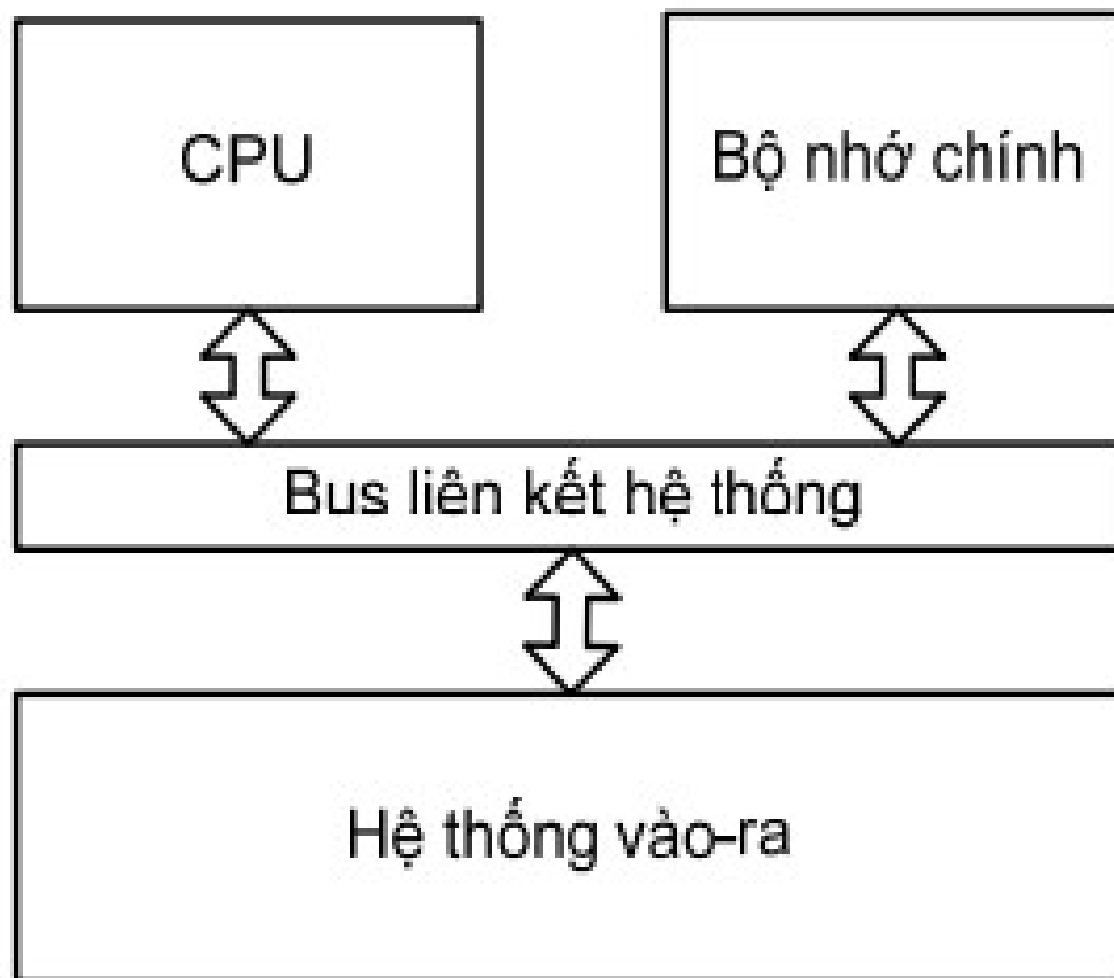 CPU
Bộ nhớ chính
Bus liên kết hệ thống
Hệ thống vào-ra